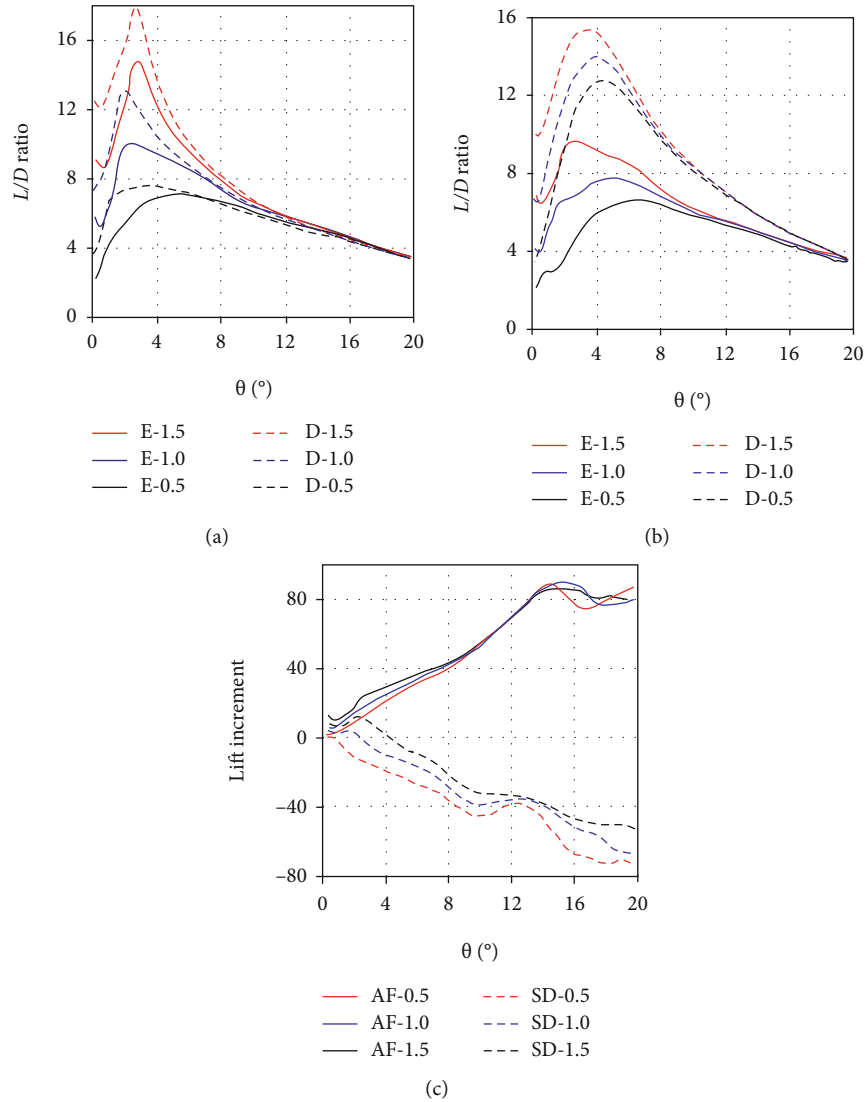 16
12
8
4
0
L/D ratio
0 4 8 12 16 20
θ (°)
E-1.5 D-1.5
E-1.0 D-1.0
E-0.5 D-0.5
(a)
16
12
8
4
0
L/D ratio
0 4 8 12 16 20
θ (°)
E-1.5 D-1.5
E-1.0 D-1.0
E-0.5 D-0.5
(b)
80
40
0
−40
−80
Lift increment
0 4 8 12 16 20
θ (°)
AF-0.5 SD-0.5
AF-1.0 SD-1.0
AF-1.5 SD-1.5
(c)